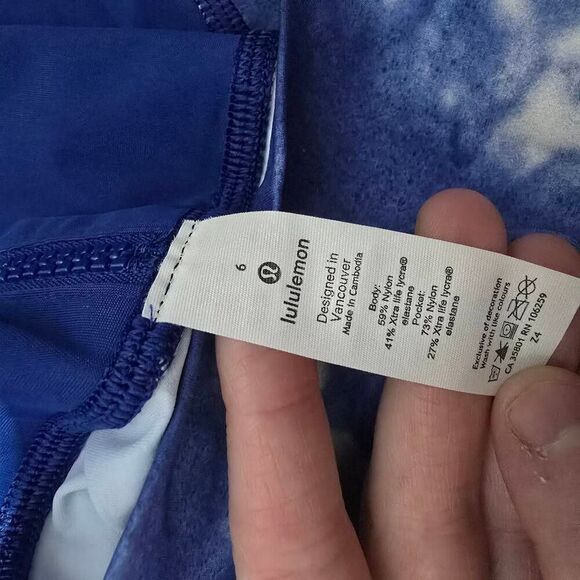 6
lululemon
Designed in
Vancouver
Made in Cambodia
Body:
59% Nylon
41% Xtra life lycra®
elastane
Pocket:
73% Nylon
27% Xtra life lycra®
elastane
Exclusive of decoration
Wash with like colours
CA 35801 RN 106259
Z4